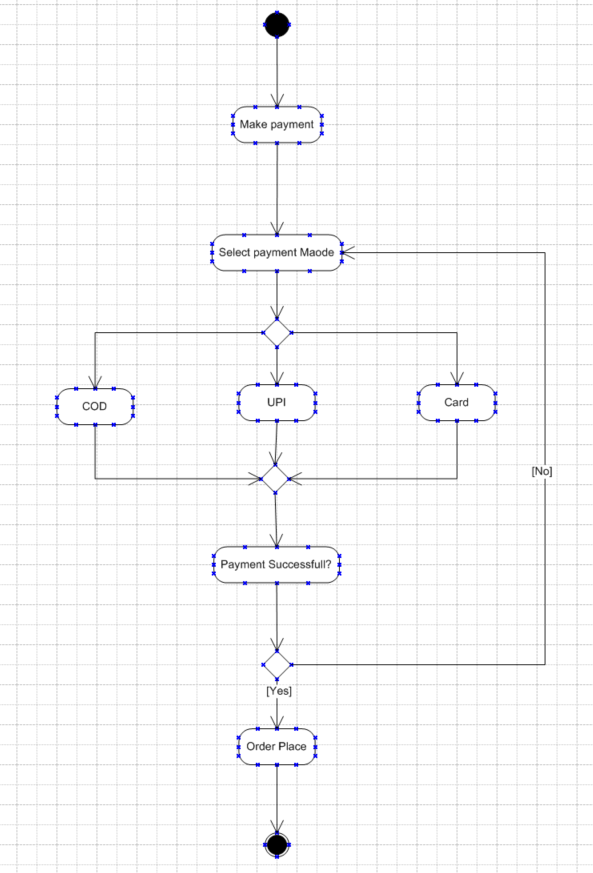 Make payment
Select payment Maode
COD
UPI
Card
[No]
Payment Successfull?
[Yes]
Order Place